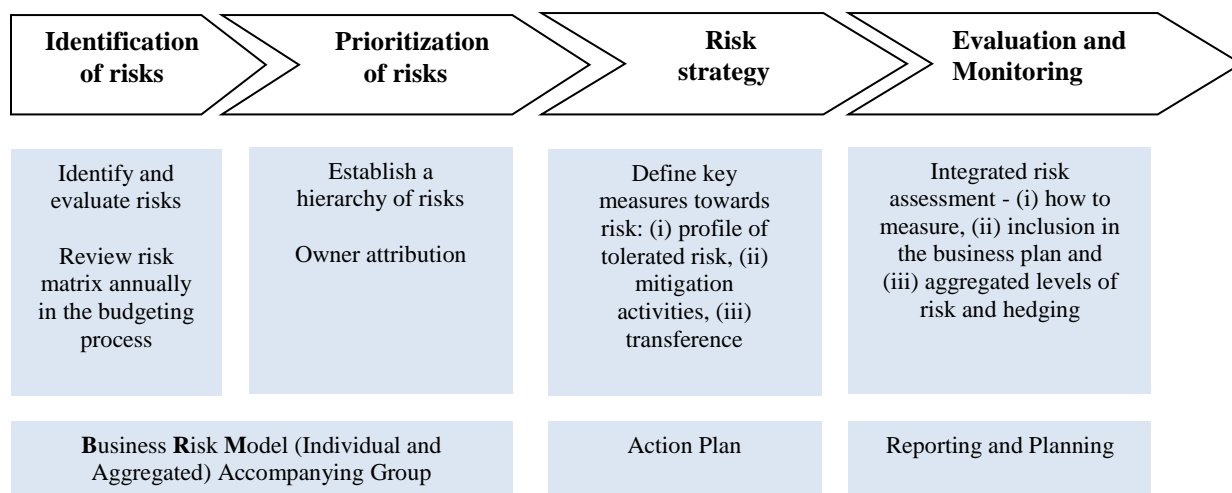 Identification
of risks
Prioritization
of risks
Risk
strategy
Evaluation and
Monitoring
Identify and
evaluate risks
Review risk
matrix annually
in the budgeting
process
Establish a
hierarchy of risks
Owner attribution
Define key
measures towards
risk: (i) profile of
tolerated risk, (ii)
mitigation
activities, (iii)
transference
Integrated risk
assessment - (i) how to
measure, (ii) inclusion in
the business plan and
(iii) aggregated levels of
risk and hedging
Business Risk Model (Individual and
Aggregated) Accompanying Group
Action Plan
Reporting and Planning